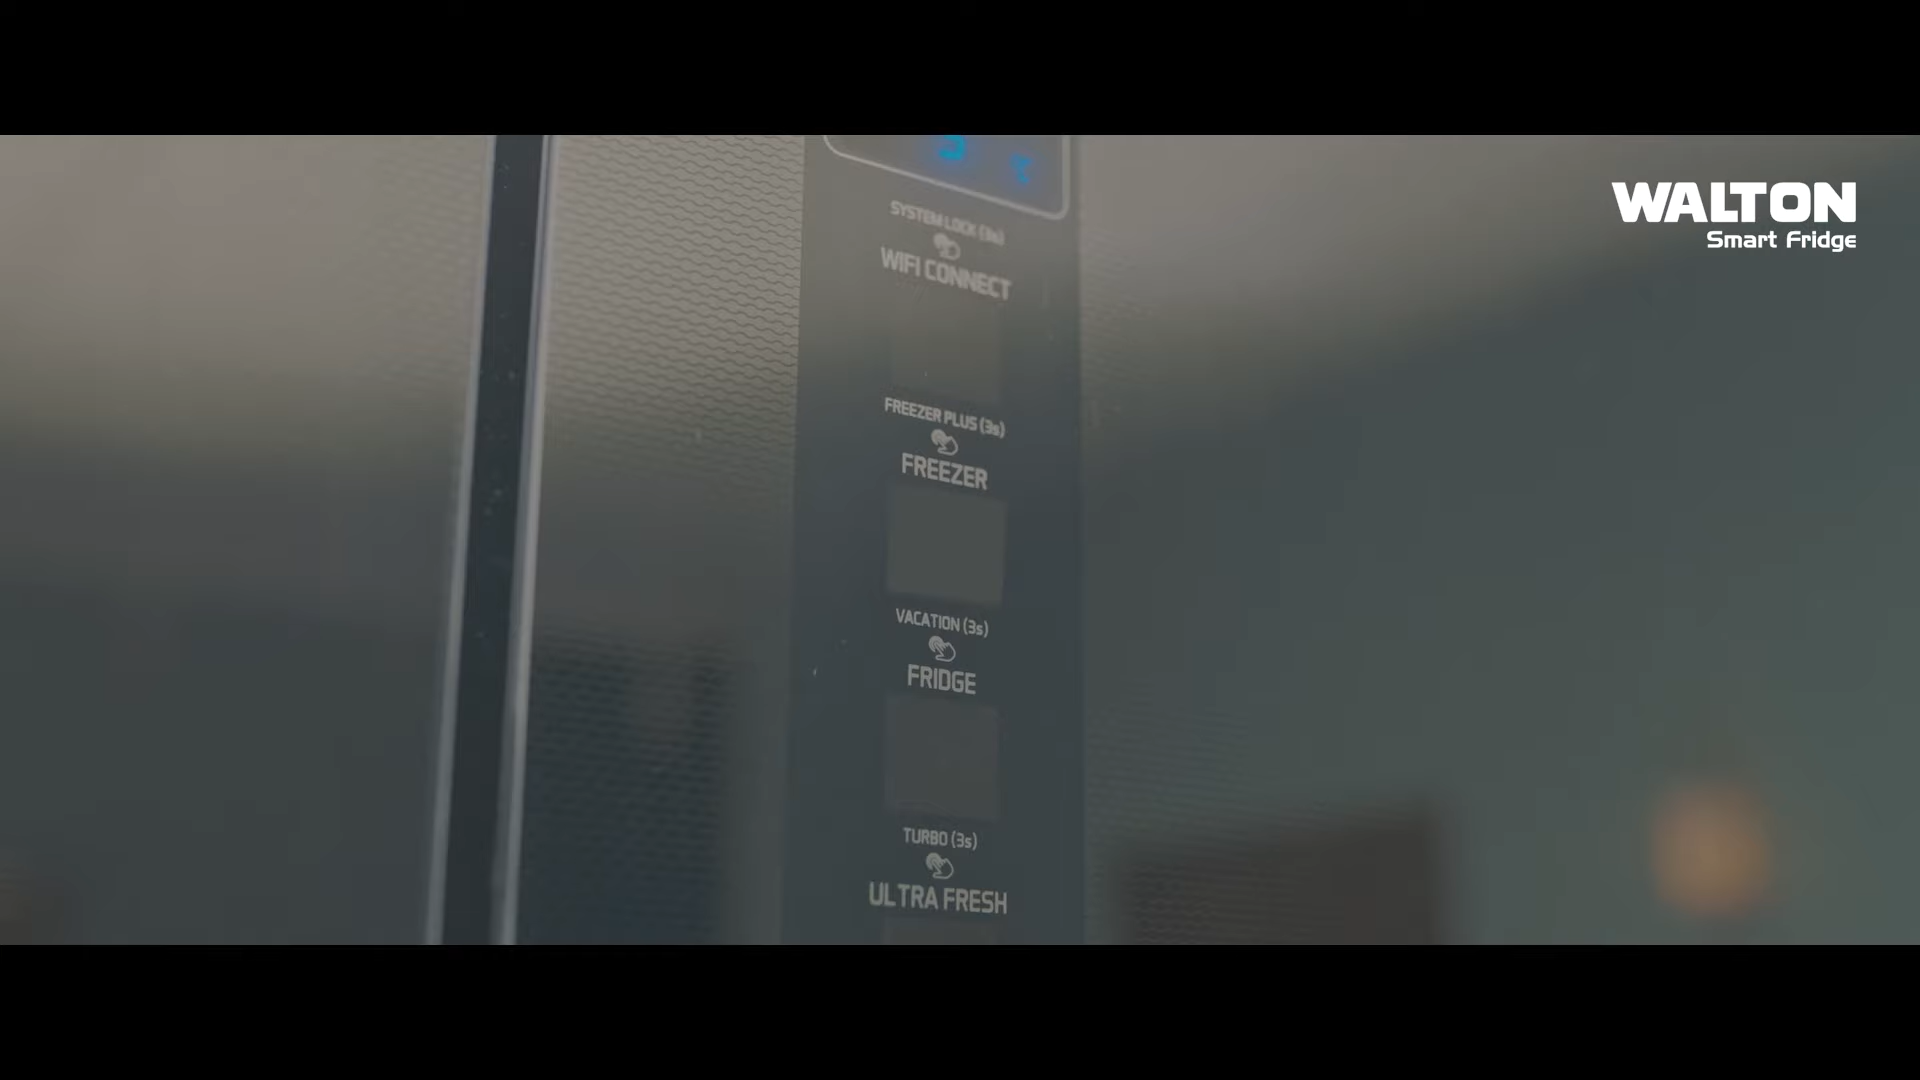 WALTON
Smart Fridge
℃
SYSTEM LOCK (3s)
WIFI CONNECT
FREEZER PLUS (3s)
FREEZER
VACATION (3s)
FRIDGE
TURBO (3s)
ULTRA FRESH